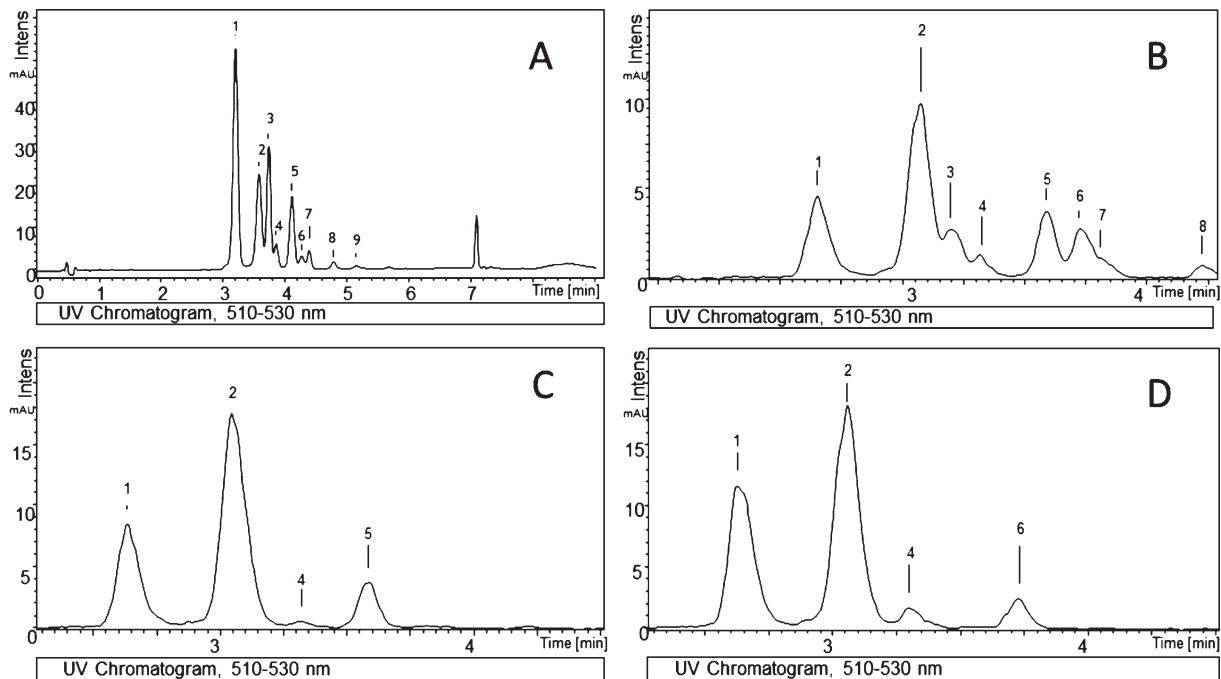 Intens
mAU
40
30
20
10
0
1
2
3
4
5
6
7
8
9
A
0 1 2 3 4 5 6 7 Time [min]
UV Chromatogram, 510-530 nm
Intens
mAU
10
5
0
1
2
3
4
5
6
7
8
B
3 4 Time [min]
UV Chromatogram, 510-530 nm
Intens
mAU
15
10
5
0
1
2
4
5
C
3 4 Time [min]
UV Chromatogram, 510-530 nm
Intens
mAU
15
10
5
0
1
2
4
6
D
3 4 Time [min]
UV Chromatogram, 510-530 nm